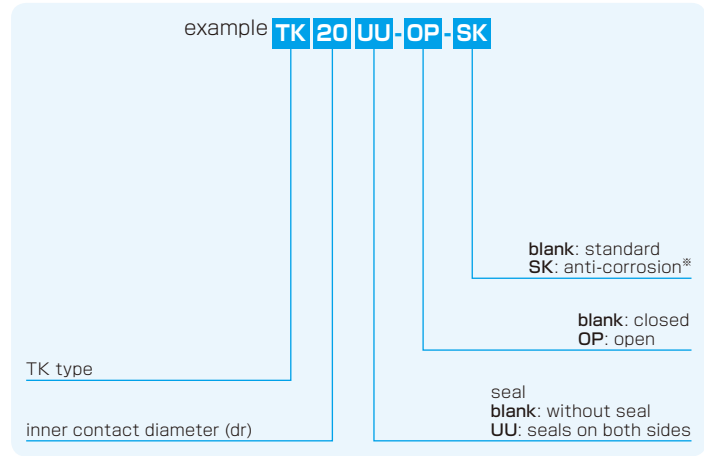 example TK 20 UU - OP - SK
blank: standard
SK: anti-corrosion※
blank: closed
OP: open
TK type
seal
blank: without seal
UU: seals on both sides
inner contact diameter (dr)